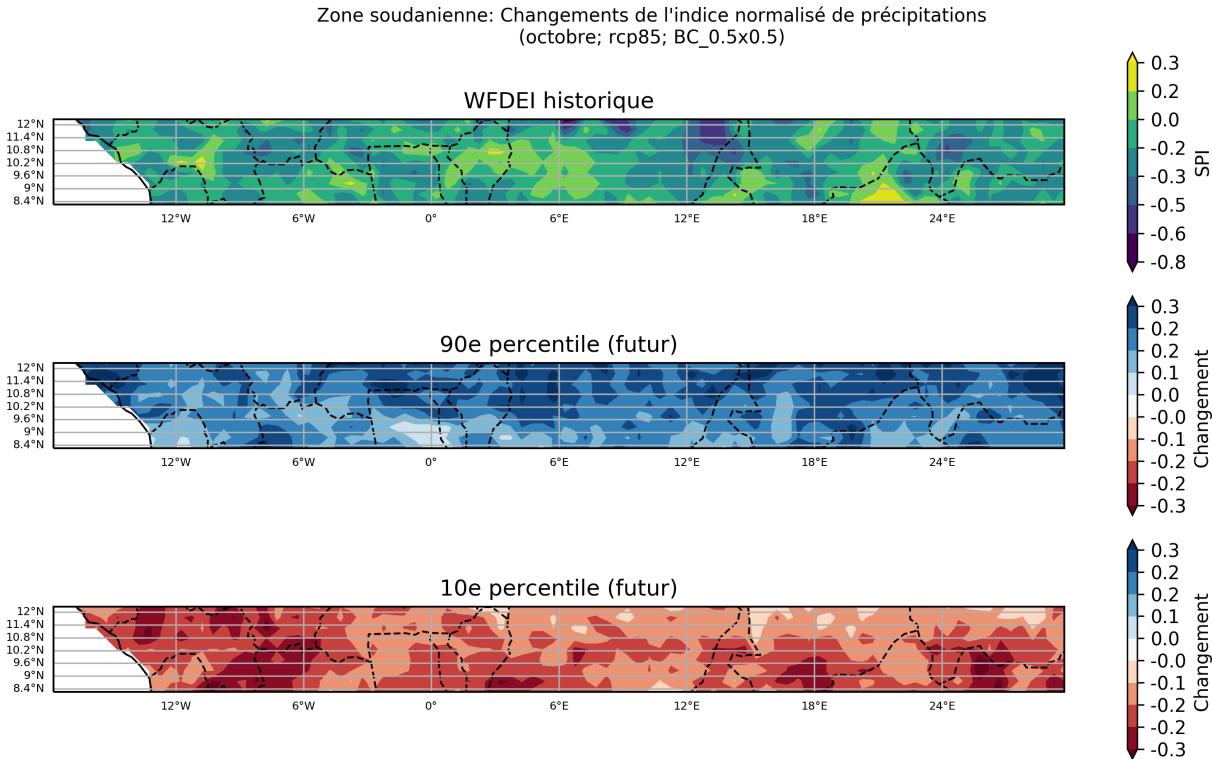 Zone soudanienne: Changements de l'indice normalisé de précipitations
(octobre; rcp85; BC_0.5x0.5)
WFDEI historique
12°N
11.4°N
10.8°N
10.2°N
9.6°N
9°N
8.4°N
12°W 6°W 0° 6°E 12°E 18°E 24°E
0.3
0.2
0.0
-0.2
-0.3
-0.5
-0.6
-0.8
SPI
90e percentile (futur)
12°N
11.4°N
10.8°N
10.2°N
9.6°N
9°N
8.4°N
12°W 6°W 0° 6°E 12°E 18°E 24°E
0.3
0.2
0.2
0.1
0.0
-0.0
-0.1
-0.2
-0.2
-0.3
Changement
10e percentile (futur)
12°N
11.4°N
10.8°N
10.2°N
9.6°N
9°N
8.4°N
12°W 6°W 0° 6°E 12°E 18°E 24°E
0.3
0.2
0.2
0.1
0.0
-0.0
-0.1
-0.2
-0.2
-0.3
Changement